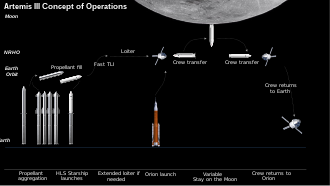 Artemis III Concept of Operations
Moon
NRHO
Earth
Orbit
Propellant fill
Fast TLI
Loiter
Crew transfer
Crew transfer
Crew returns
to Earth
arth
Propellant
aggregation
HLS Starship
launches
Extended loiter if
needed
Orion launch
Variable
Stay on the Moon
Crew returns to
Orion